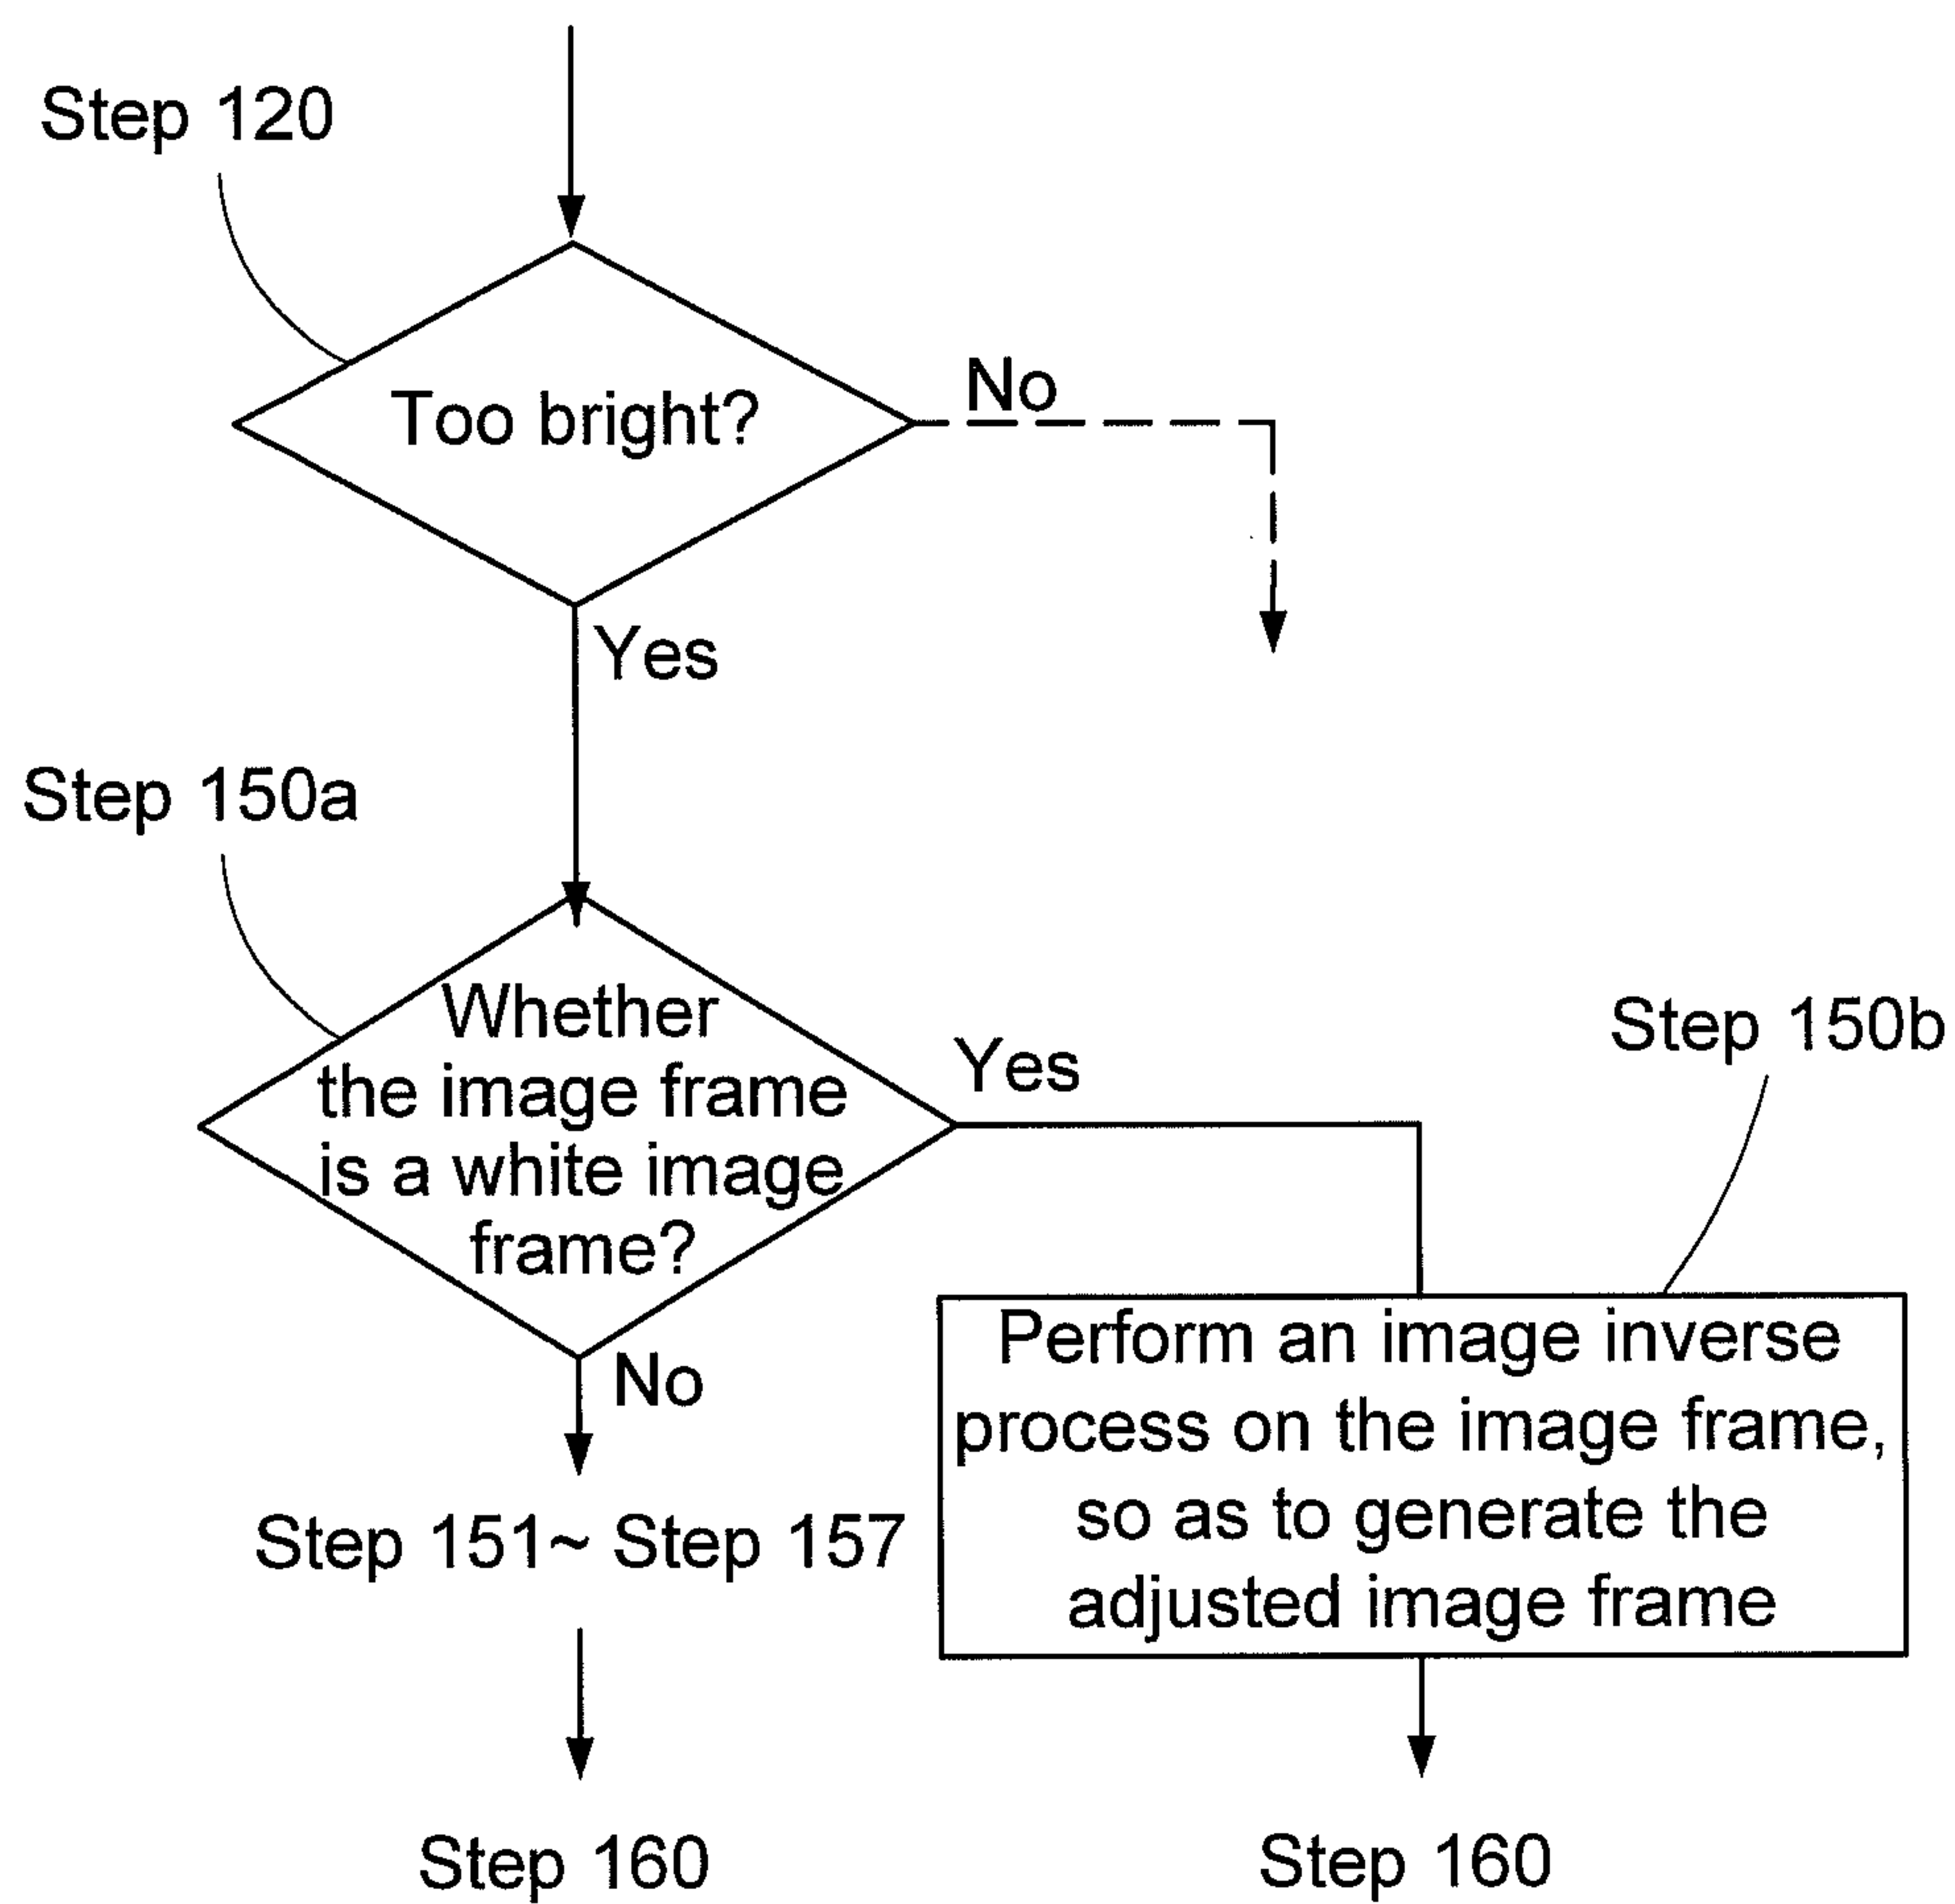 Step 120
Too bright?
No
Yes
Step 150a
Whether
the image frame
is a white image
frame?
Yes
Step 150b
No
Perform an image inverse
process on the image frame,
so as to generate the
adjusted image frame
Step 151~ Step 157
Step 160
Step 160